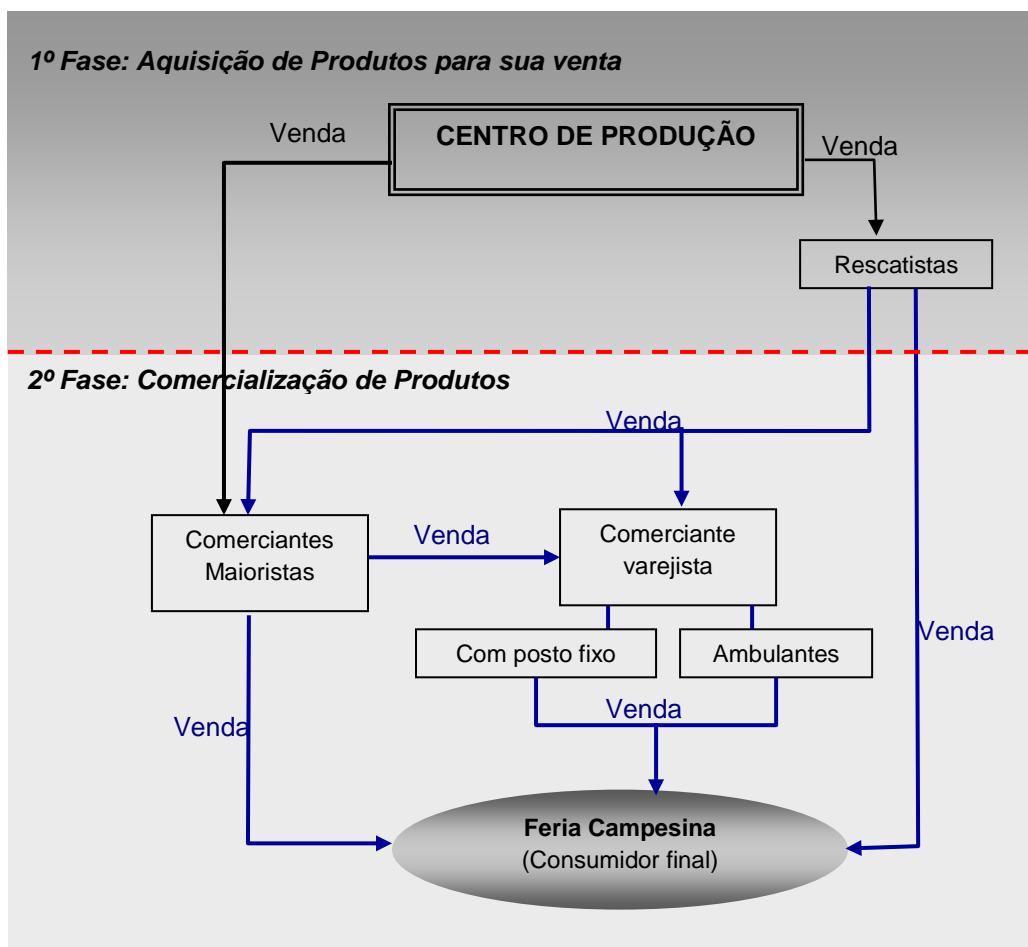 1º Fase: Aquisição de Produtos para sua venta
Venda
CENTRO DE PRODUÇÃO
Venda
Rescatistas
2º Fase: Comercialização de Produtos
Venda
Comerciantes
Maioristas
Venda
Comerciante
varejista
Venda
Com posto fixo
Ambulantes
Venda
Venda
Feria Campesina
(Consumidor final)